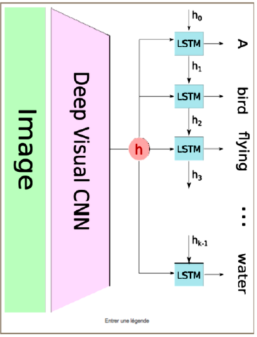 Image
Deep Visual CNN
h
h0
LSTM
A
h1
LSTM
bird
h2
LSTM
flying
h3
...
hk-1
LSTM
water
Entrer une légende